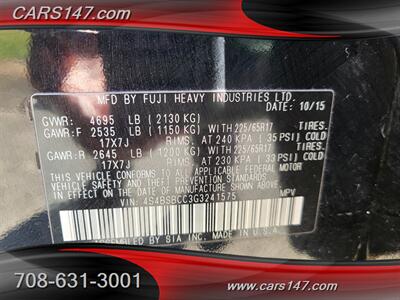 CARS147.com
MFD BY FUJI HEAVY INDUSTRIES LTD.
GVWR: 4695 LB (2130 KG) DATE: 10/15
GAWR:F 2535 LB (1150 KG) WITH 225/65R17 TIRES.
17X7J RIMS. AT 240 KPA (35 PSI) COLD
GAWR:R 2645 LB (1200 KG) WITH 225/65R17 TIRES.
17X7J RIMS. AT 230 KPA (33 PSI) COLD
THIS VEHICLE CONFORMS TO ALL APPLICABLE FEDERAL MOTOR
VEHICLE SAFETY STANDARDS
IN EFFECT ON THE DATE OF MANUFACTURE SHOWN ABOVE.
VIN: 4S4BSBCC3G3241575 MPV
ASSEMBLED BY SIA INC. MADE IN U.S.A.
708-631-3001
www.cars147.com